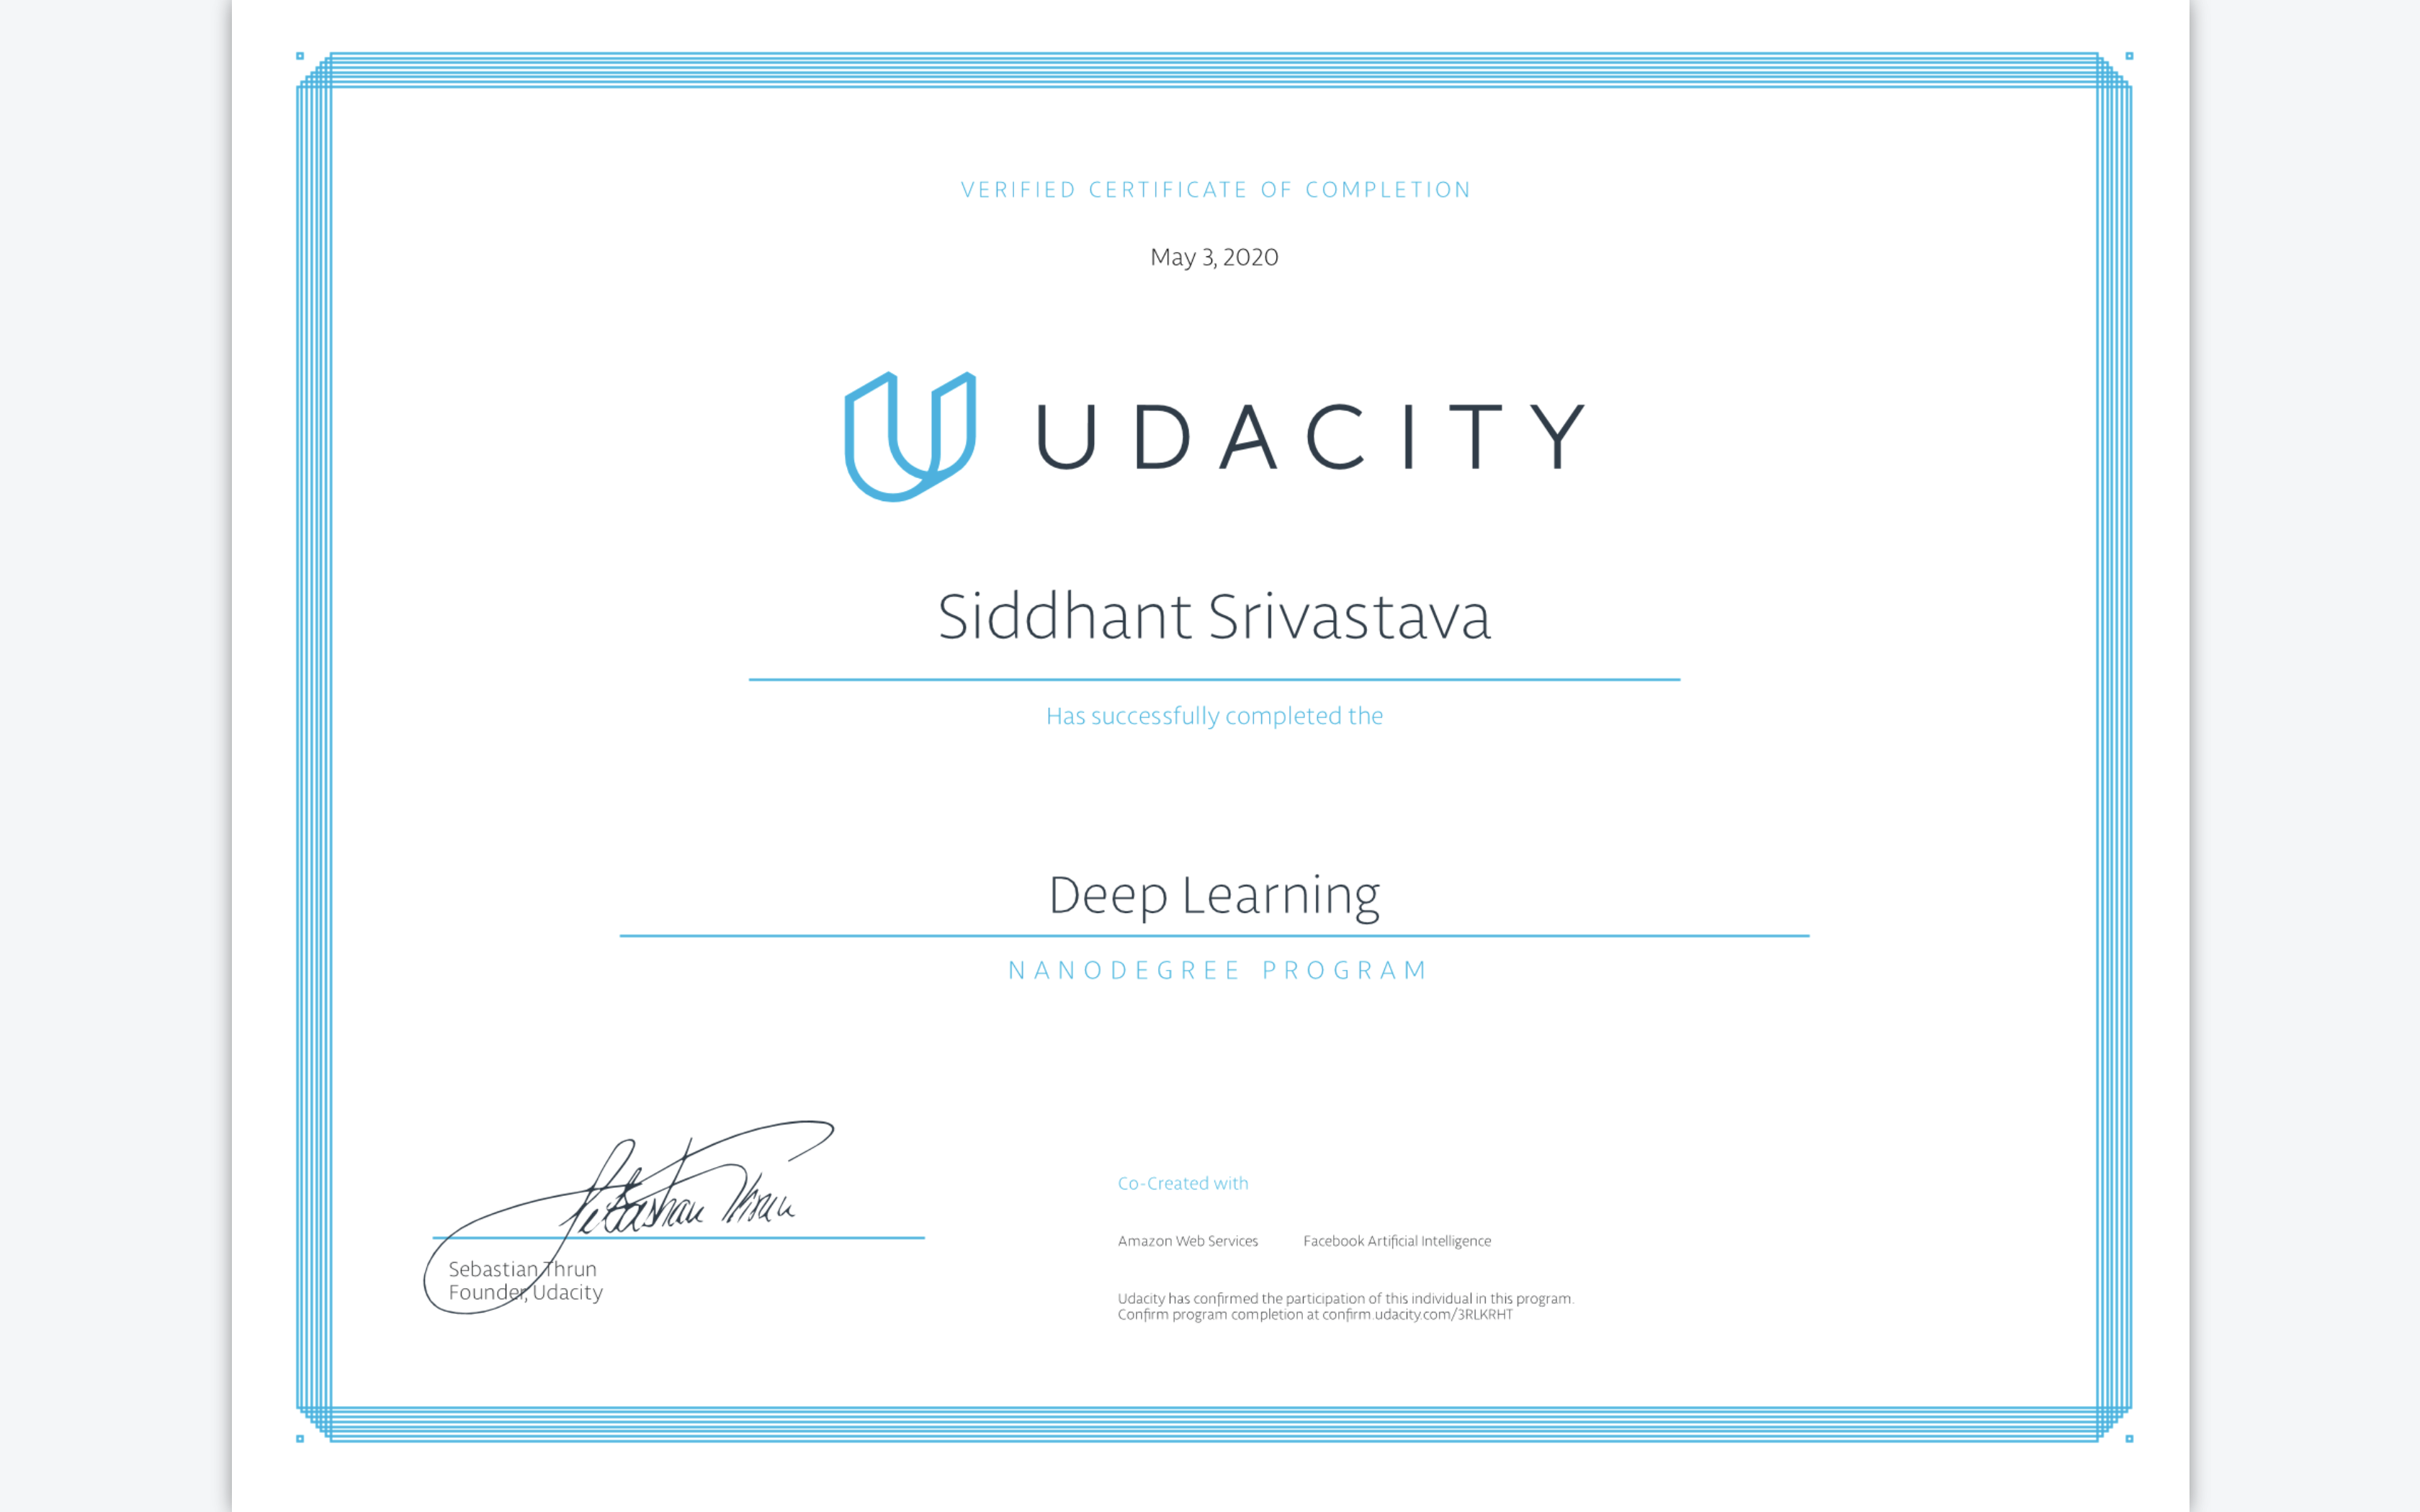 VERIFIED CERTIFICATE OF COMPLETION
May 3, 2020
UDACITY
Siddhant Srivastava
Has successfully completed the
Deep Learning
NANODEGREE PROGRAM
Sebastian Thrun
Sebastian Thrun
Founder, Udacity
Co-Created with
Amazon Web Services Facebook Artificial Intelligence
Udacity has confirmed the participation of this individual in this program.
Confirm program completion at confirm.udacity.com/3RLKRHT